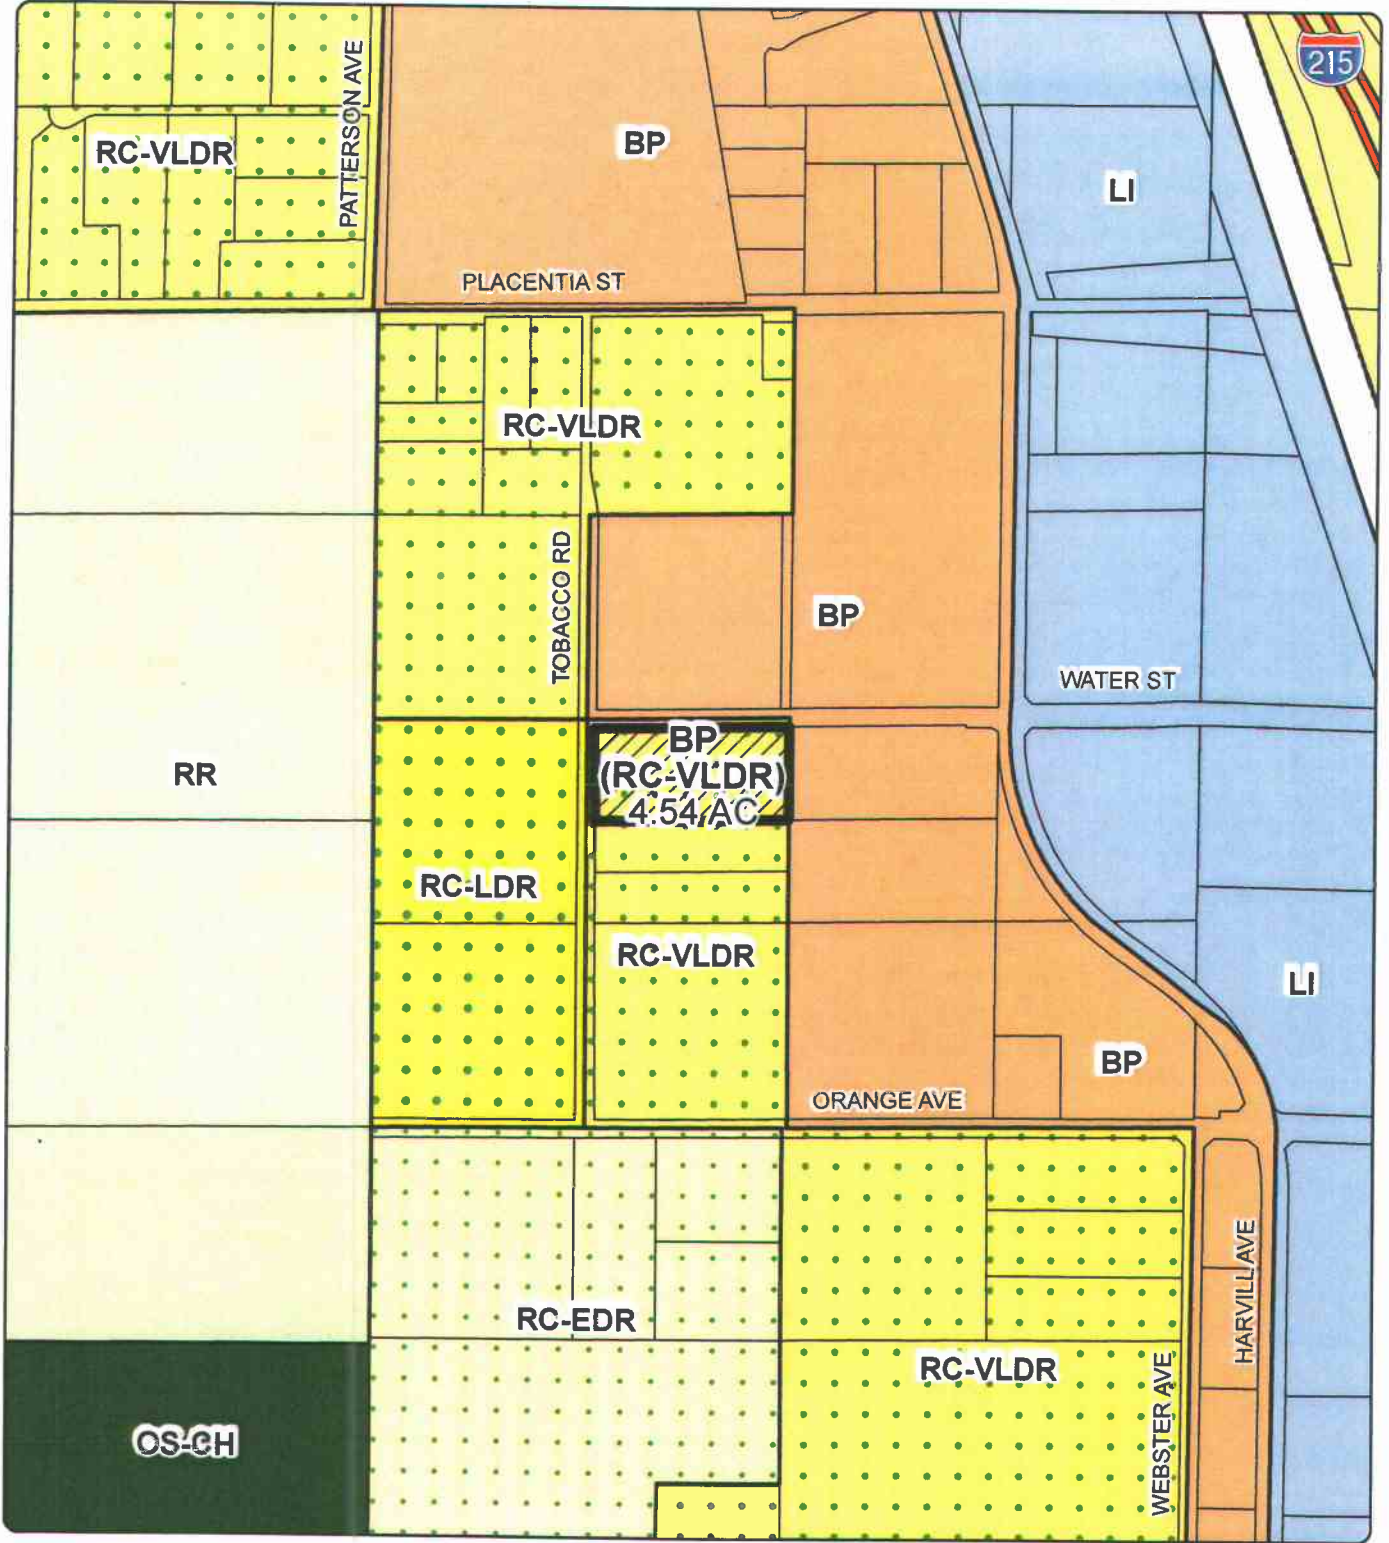 215
PATTERSON AVE
RC-VLDR
BP
LI
PLACENTIA ST
RC-VLDR
TOBACCO RD
BP
WATER ST
BP
(RC-VLDR)
4.54 AC
RR
RC-LDR
RC-VLDR
LI
BP
ORANGE AVE
RC-EDR
HARVILL AVE
RC-VLDR
WEBSTER AVE
OS-CH